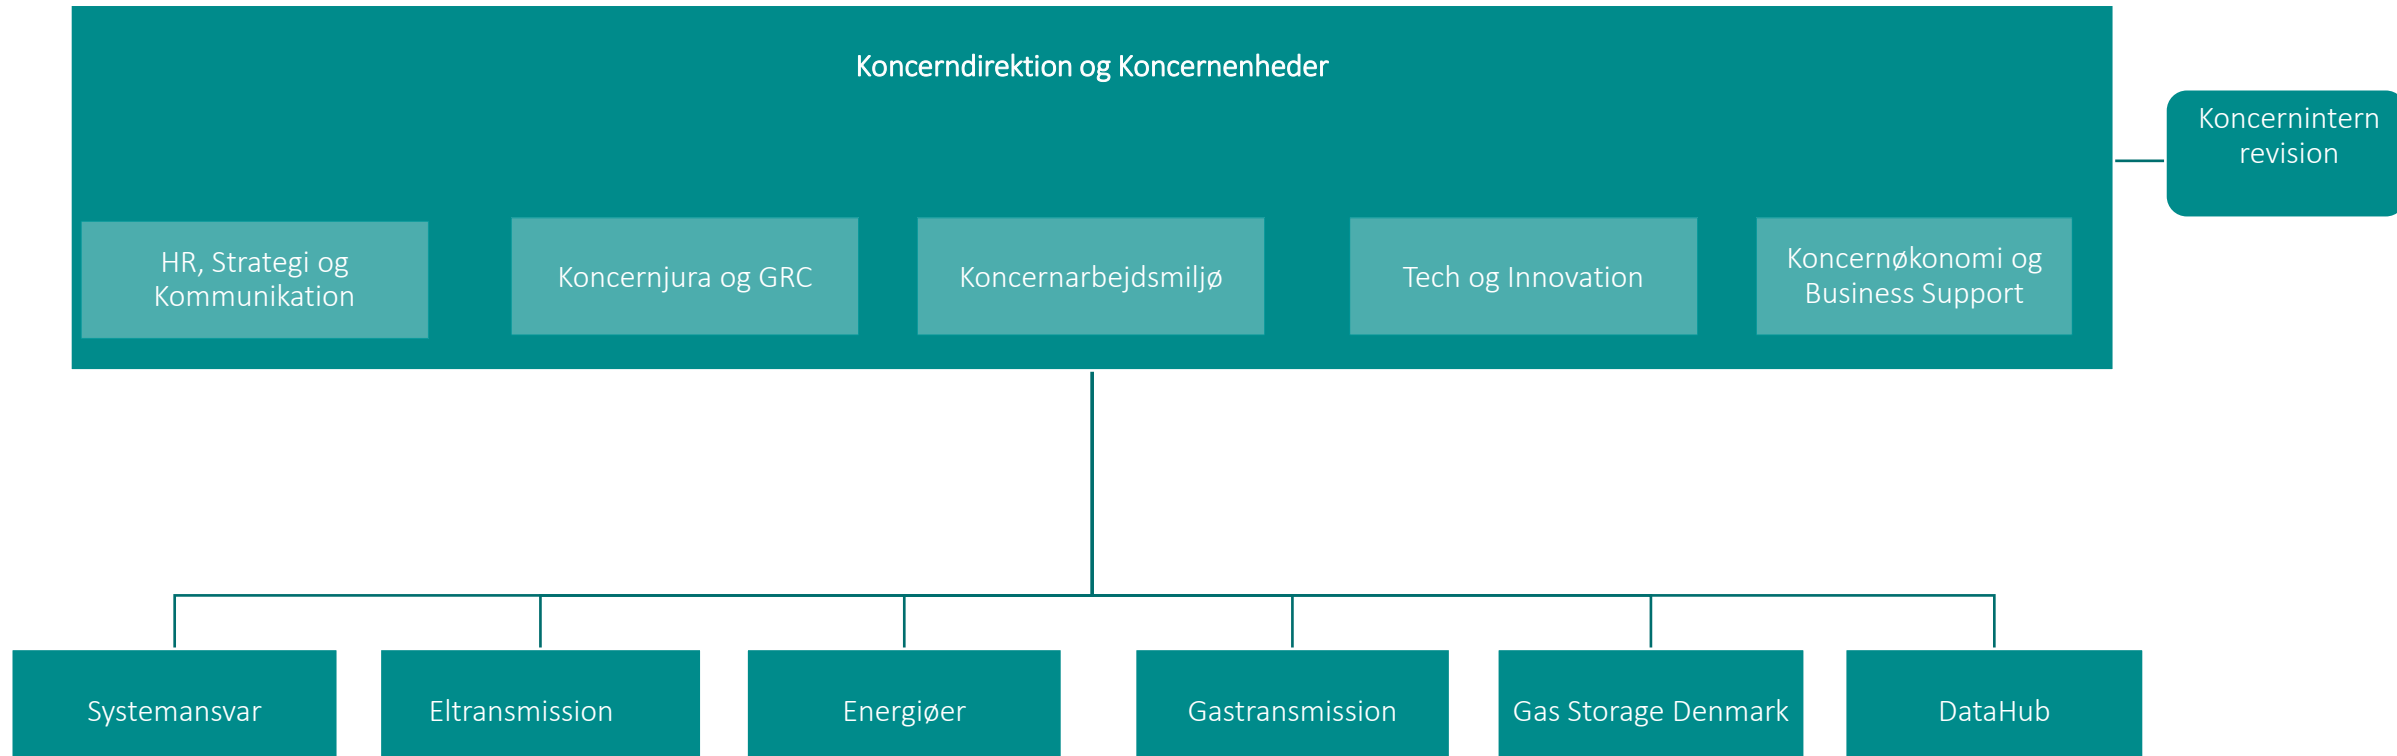 Koncerndirektion og Koncernenheder
Koncernintern
revision
HR, Strategi og
Kommunikation
Koncernjura og GRC
Koncernarbejdsmiljø
Tech og Innovation
Koncernøkonomi og
Business Support
Systemansvar
Eltransmission
Energiøer
Gastransmission
Gas Storage Denmark
DataHub